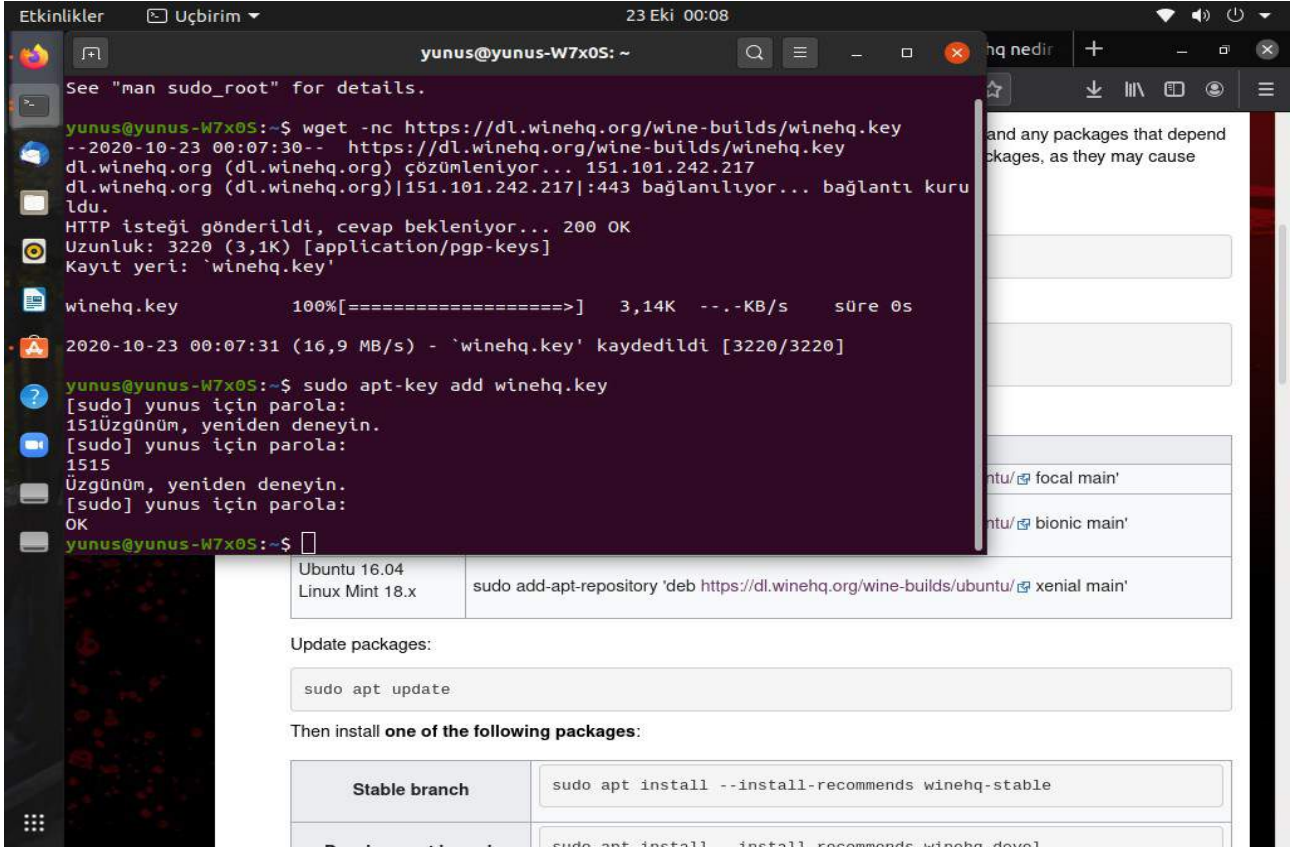 Etkinlikler
Uçbirim
23 Eki 00:08
yunus@yunus-W7x0S: ~
hq nedir
See "man sudo_root" for details.
yunus@yunus-W7x0S:~$ wget -nc https://dl.winehq.org/wine-builds/winehq.key
--2020-10-23 00:07:30-- https://dl.winehq.org/wine-builds/winehq.key
dl.winehq.org (dl.winehq.org) çözümleniyor... 151.101.242.217
dl.winehq.org (dl.winehq.org)|151.101.242.217|:443 bağlanılıyor... bağlantı kuru
ldu.
HTTP isteği gönderildi, cevap bekleniyor... 200 OK
Uzunluk: 3220 (3,1K) [application/pgp-keys]
Kayıt yeri: `winehq.key'
winehq.key 100%[===================>] 3,14K --.-KB/s süre 0s
2020-10-23 00:07:31 (16,9 MB/s) - `winehq.key' kaydedildi [3220/3220]
yunus@yunus-W7x0S:~$ sudo apt-key add winehq.key
[sudo] yunus için parola:
151Üzgünüm, yeniden deneyin.
[sudo] yunus için parola:
1515
Üzgünüm, yeniden deneyin.
[sudo] yunus için parola:
OK
yunus@yunus-W7x0S:~$
and any packages that depend
ckages, as they may cause
ntu/ focal main'
ntu/ bionic main'
Ubuntu 16.04
Linux Mint 18.x
sudo add-apt-repository 'deb https://dl.winehq.org/wine-builds/ubuntu/ xenial main'
Update packages:
sudo apt update
Then install one of the following packages:
Stable branch
sudo apt install --install-recommends winehq-stable
sudo apt install --install-recommends winehq-devel